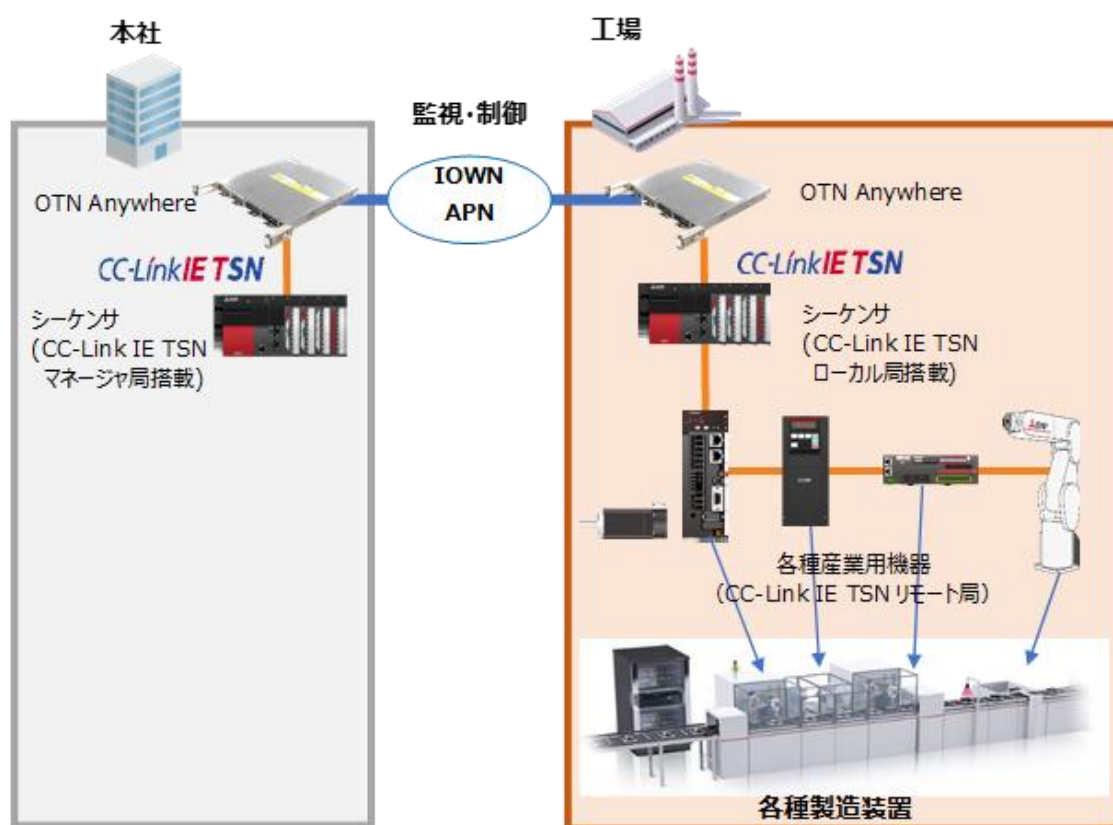 本社
工場
監視・制御
IOWN
APN
OTN Anywhere
OTN Anywhere
CC-Link IE TSN
シーケンサ
(CC-Link IE TSN
マネージャ局搭載)
CC-Link IE TSN
シーケンサ
(CC-Link IE TSN
ローカル局搭載)
各種産業用機器
(CC-Link IE TSN リモート局)
各種製造装置